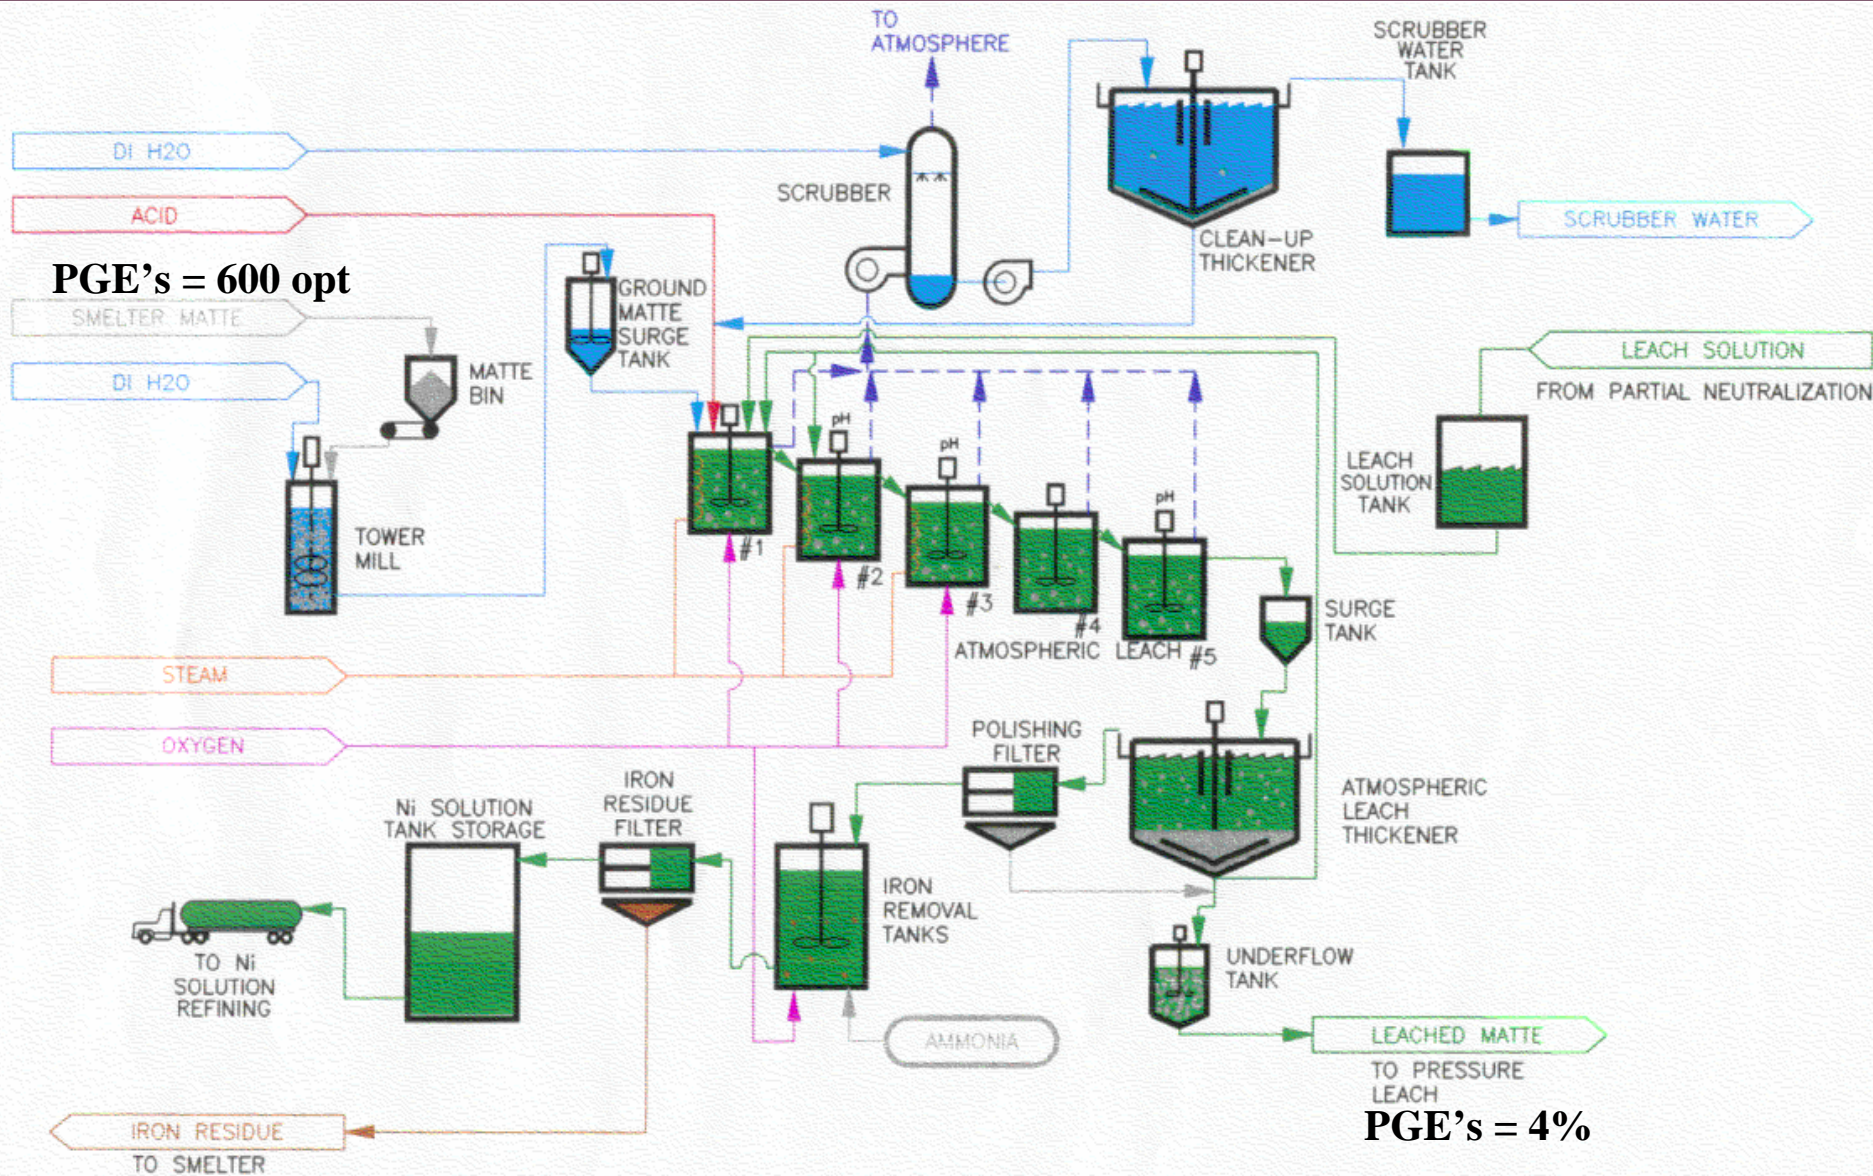 TO
ATMOSPHERE
SCRUBBER
WATER
TANK
DI H2O
ACID
SCRUBBER
SCRUBBER WATER
CLEAN-UP
THICKENER
PGE's = 600 opt
SMELTER MATTE
GROUND
MATTE
SURGE
TANK
DI H2O
MATTE
BIN
LEACH SOLUTION
FROM PARTIAL NEUTRALIZATION
pH
pH
pH
LEACH
SOLUTION
TANK
TOWER
MILL
#1
#2
#3
#4
#5
ATMOSPHERIC LEACH
SURGE
TANK
STEAM
OXYGEN
POLISHING
FILTER
IRON
RESIDUE
FILTER
Ni SOLUTION
TANK STORAGE
ATMOSPHERIC
LEACH
THICKENER
IRON
REMOVAL
TANKS
TO Ni
SOLUTION
REFINING
UNDERFLOW
TANK
AMMONIA
LEACHED MATTE
TO PRESSURE
LEACH
PGE's = 4%
IRON RESIDUE
TO SMELTER